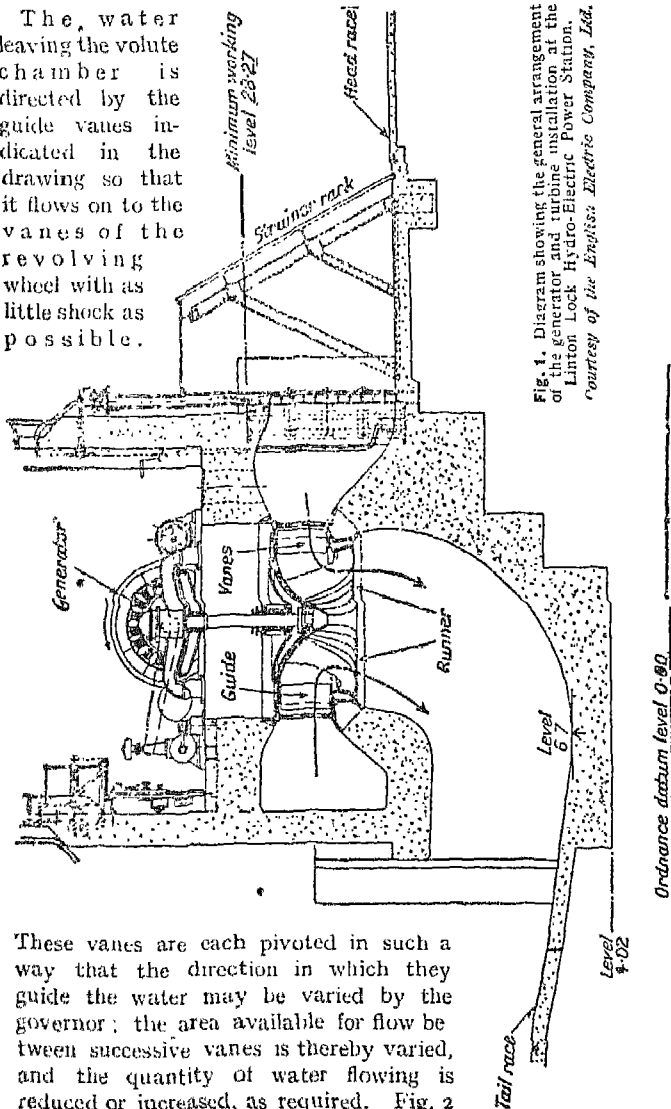 The water
leaving the volute
chamber is
directed by the
guide vanes in-
dicated in the
drawing so that
it flows on to the
vanes of the
revolving
wheel with as
little shock as
possible.
Minimum working
level 23·27
Head race
Strainer rack
Generator
Guide Vanes
Runner
Level
6 7
Level
4·02
Tail race
Ordnance datum level 0·00
Fig. 1. Diagram showing the general arrangement
of the generator and turbine installation at the
Linton Lock Hydro-Electric Power Station.
Courtesy of the English Electric Company, Ltd.
These vanes are each pivoted in such a
way that the direction in which they
guide the water may be varied by the
governor; the area available for flow be
tween successive vanes is thereby varied,
and the quantity of water flowing is
reduced or increased, as required. Fig. 2